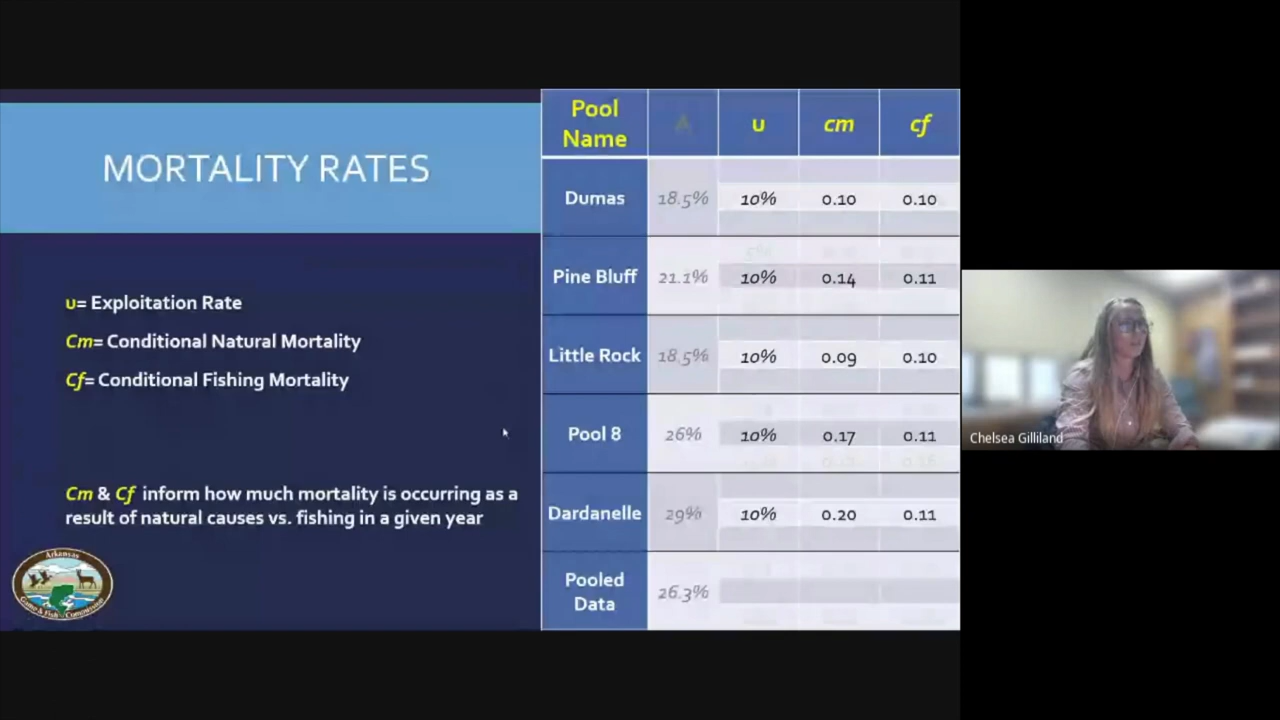 MORTALITY RATES
υ= Exploitation Rate
Cm= Conditional Natural Mortality
Cf= Conditional Fishing Mortality
Cm & Cf inform how much mortality is occurring as a
result of natural causes vs. fishing in a given year
Arkansas
Game & Fish Commission
Pool
Name A υ cm cf
Dumas 18.5% 10% 0.10 0.10
Pine Bluff 21.1% 10% 0.14 0.11
Little Rock 18.5% 10% 0.09 0.10
Pool 8 26% 10% 0.17 0.11
Dardanelle 29% 10% 0.20 0.11
Pooled
Data 26.3%
Chelsea Gilliland